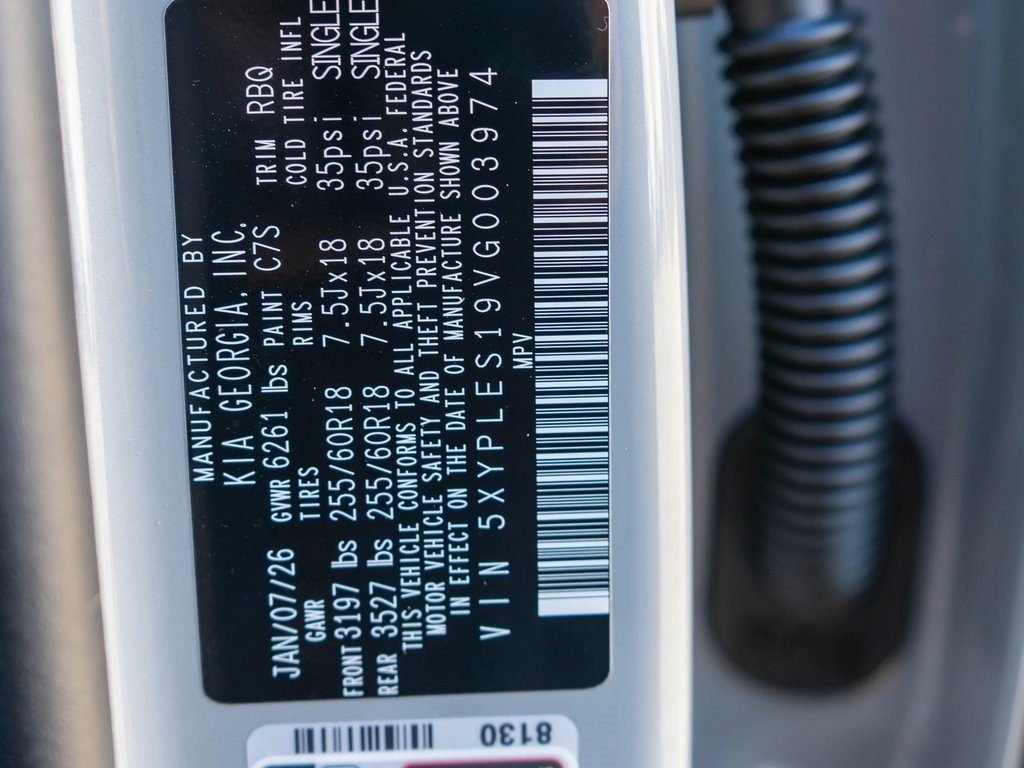 MANUFACTURED BY
KIA GEORGIA, INC.
JAN/07/26 GVWR 6261 lbs PAINT C7S TRIM RBQ
GAWR TIRES RIMS COLD TIRE INFL
FRONT 3197 lbs 255/60R18 7.5Jx18 35psi SINGLE
REAR 3527 lbs 255/60R18 7.5Jx18 35psi SINGLE
THIS VEHICLE CONFORMS TO ALL APPLICABLE U.S.A. FEDERAL
MOTOR VEHICLE SAFETY AND THEFT PREVENTION STANDARDS
IN EFFECT ON THE DATE OF MANUFACTURE SHOWN ABOVE
VIN 5XYPLES19VG003974
MPV
8130